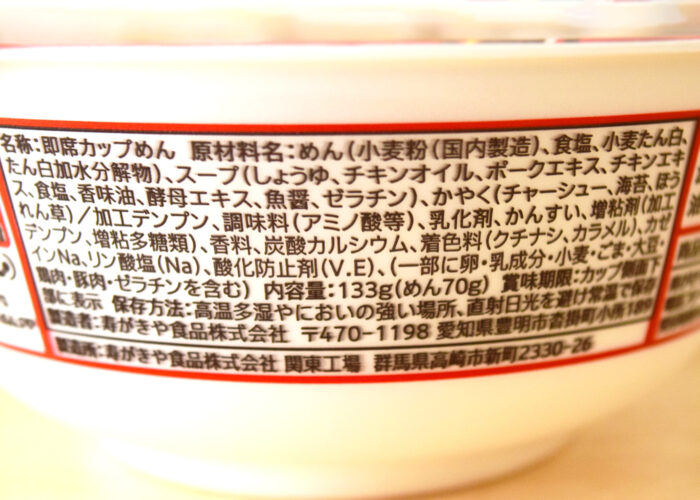 名称:即席カップめん 原材料名:めん(小麦粉(国内製造)、食塩、小麦たん白、
たん白加水分解物)、スープ(しょうゆ、チキンオイル、ポークエキス、チキンエキ
ス、食塩、香味油、酵母エキス、魚醤、ゼラチン)、かやく(チャーシュー、海苔、ほう
れん草)/加工デンプン、調味料(アミノ酸等)、乳化剤、かんすい、増粘剤(加工
デンプン、増粘多糖類)、香料、炭酸カルシウム、着色料(クチナシ、カラメル)、カゼ
インNa、リン酸塩(Na)、酸化防止剤(V.E)、(一部に卵・乳成分・小麦・ごま・大豆・
鶏肉・豚肉・ゼラチンを含む) 内容量:133g(めん70g) 賞味期限:カップ側面下
部に表示 保存方法:高温多湿やにおいの強い場所、直射日光を避け常温で保存
製造者:寿がきや食品株式会社 〒470-1198 愛知県豊明市沓掛町小所189
製造所:寿がきや食品株式会社 関東工場 群馬県高崎市新町2330-26